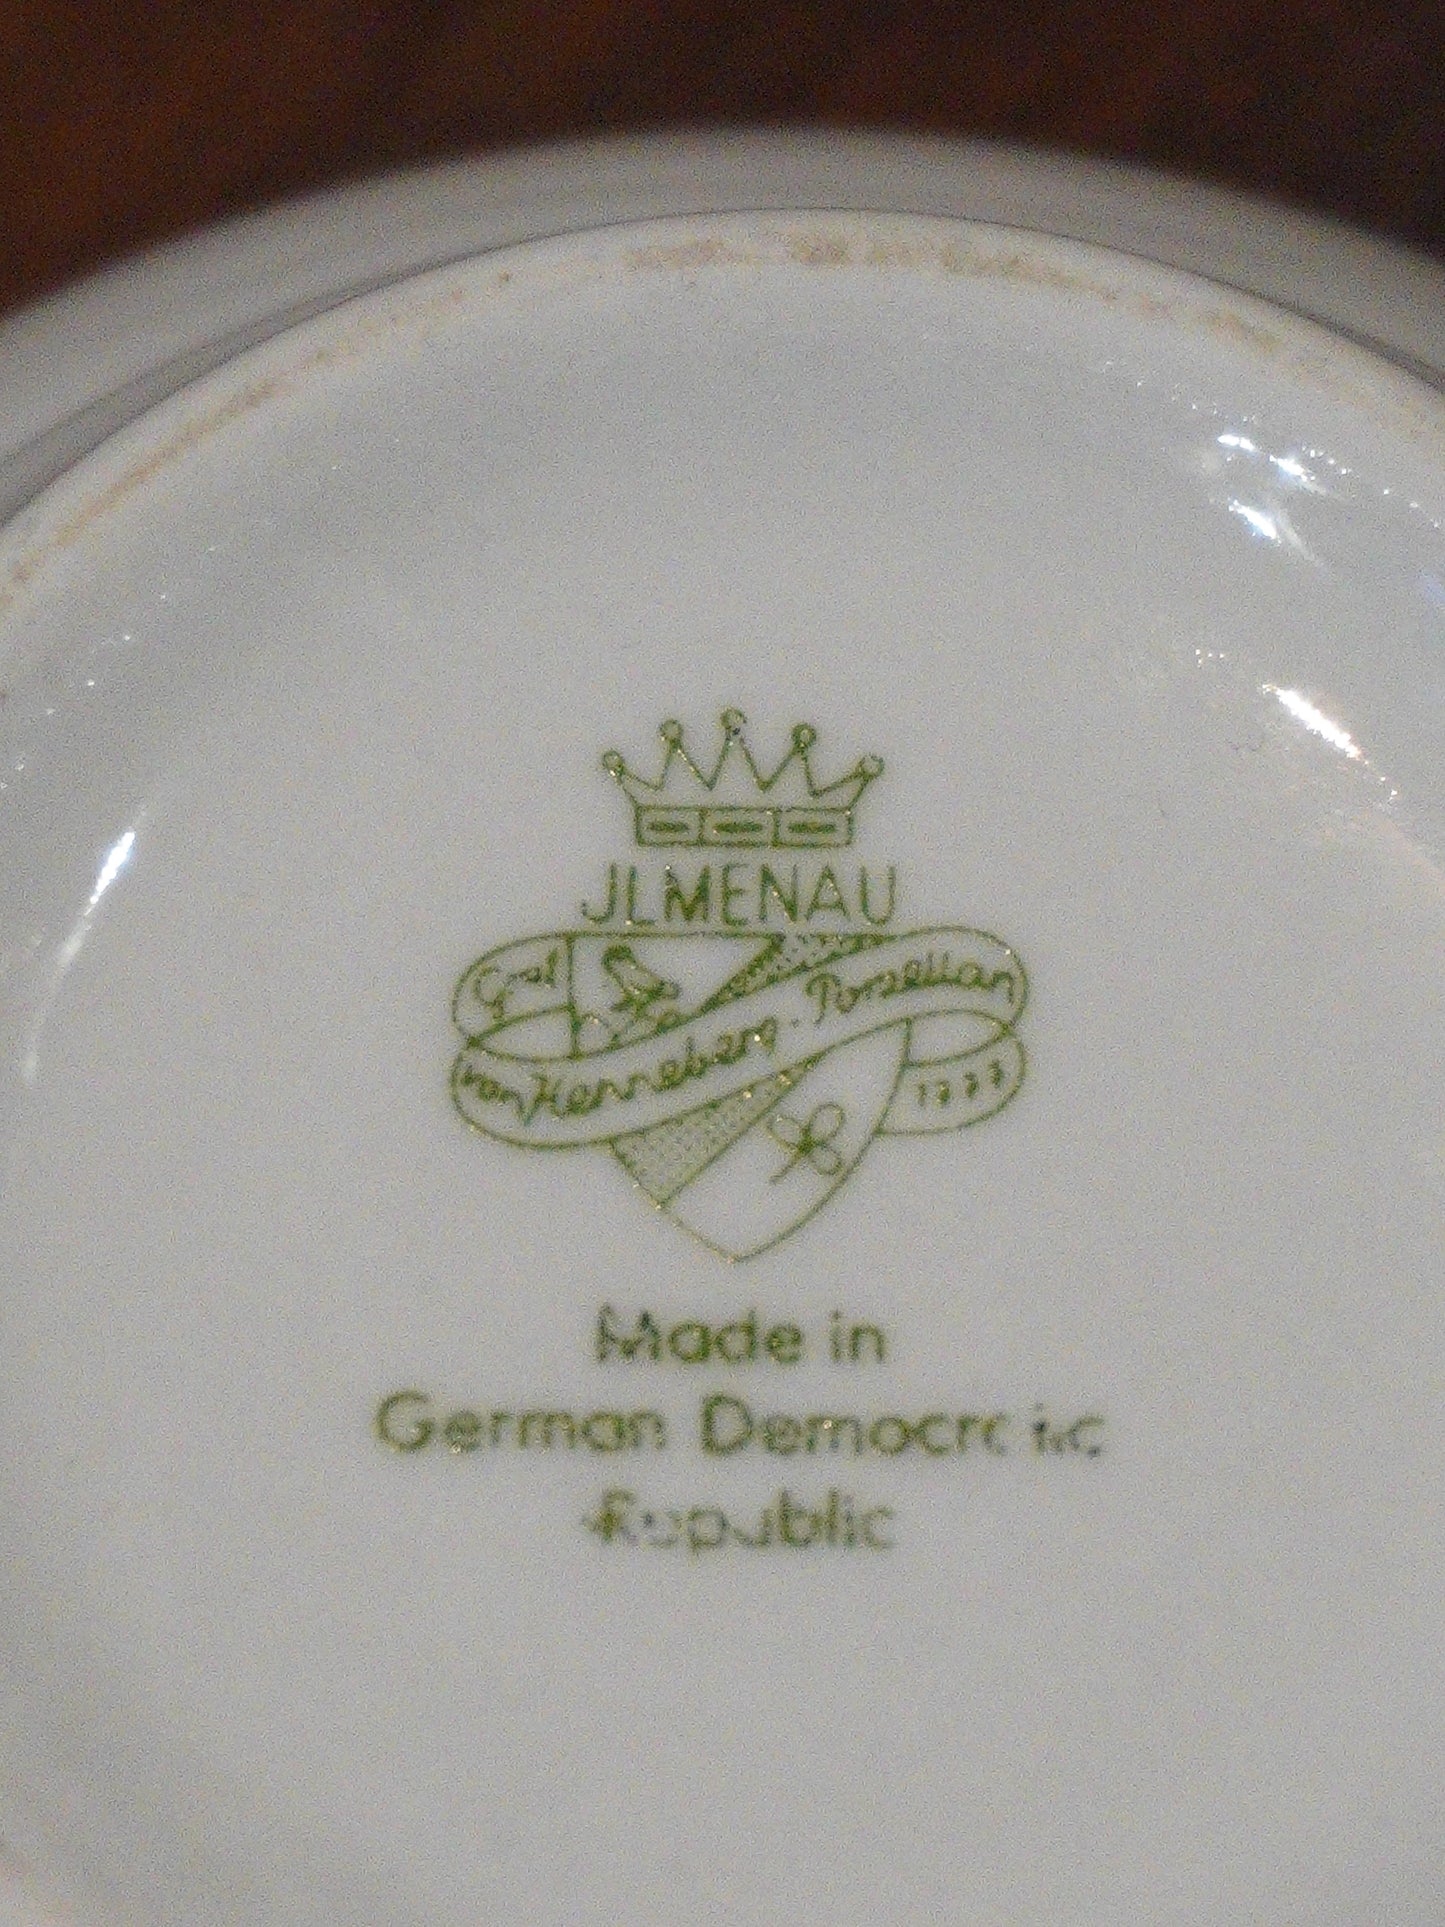 JLMENAU
Graf
von Henneberg · Porzellan
1777
Made in
German Democratic
Republic